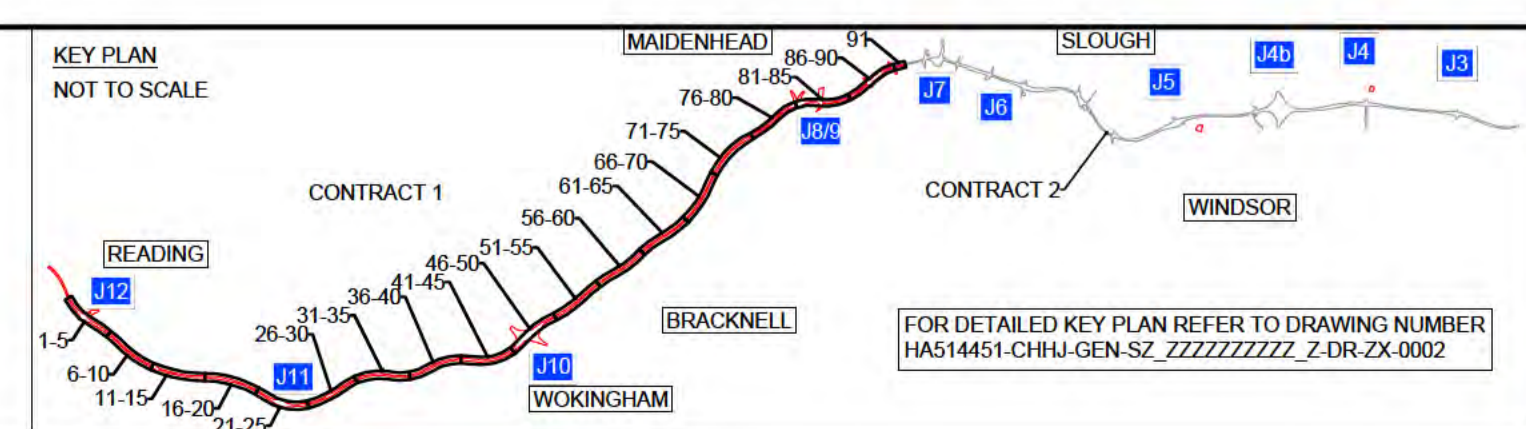 KEY PLAN
NOT TO SCALE
MAIDENHEAD
91
SLOUGH
86-90
J4b
J4
J3
81-85
J7
J6
J5
76-80
J8/9
71-75
66-70
CONTRACT 1
61-65
CONTRACT 2
WINDSOR
56-60
READING
51-55
46-50
J12
41-45
36-40
31-35
BRACKNELL
26-30
1-5
FOR DETAILED KEY PLAN REFER TO DRAWING NUMBER
HA514451-CHHJ-GEN-SZ_ZZZZZZZZZZ_Z-DR-ZX-0002
6-10
J11
J10
11-15
WOKINGHAM
16-20
21-25